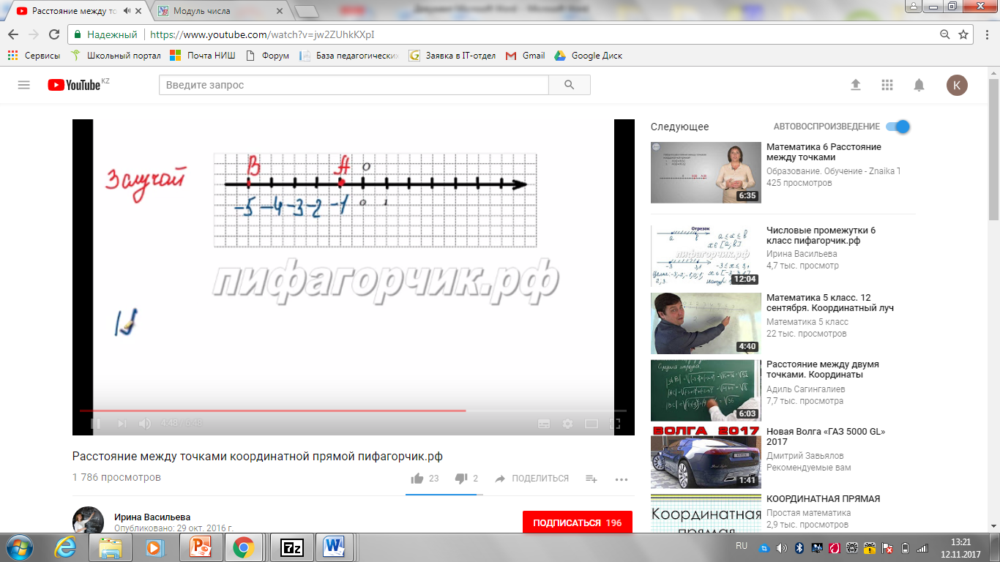 Расстояние между то
Модуль числа
Надежный
https://www.youtube.com/watch?v=jw2ZUhkKXpI
Сервисы
Школьный портал
Почта НИШ
Форум
База педагогических
Заявка в IT-отдел
Gmail
Google Диск
YouTube KZ
Введите запрос
K
3 случай
B A 0
-5 -4 -3 -2 -1 0 1
пифагорчик.рф
4:48 / 6:48
Расстояние между точками координатной прямой пифагорчик.рф
1 786 просмотров
23
2
ПОДЕЛИТЬСЯ
Ирина Васильева
Опубликовано: 29 окт. 2016 г.
ПОДПИСАТЬСЯ 196
Следующее
АВТОВОСПРОИЗВЕДЕНИЕ
6:35
Математика 6 Расстояние
между точками
Образование. Обучение - Znaika T
425 просмотров
Отрезок
пифагорчик.рф
12:04
Числовые промежутки 6
класс пифагорчик.рф
Ирина Васильева
4,7 тыс. просмотр
4:40
Математика 5 класс. 12
сентября. Координатный луч
Математика 5 класс
22 тыс. просмотров
6:03
Расстояние между двумя
точками. Координаты
Адиль Сагингалиев
7,7 тыс. просмотра
ВОЛГА 2017
1:41
Новая Волга «ГАЗ 5000 GL»
2017
Дмитрий Завьялов
Рекомендуемые вам
Координатная
прямая
КООРДИНАТНАЯ ПРЯМАЯ
Простая математика
2,9 тыс. просмотров
RU
13:21
12.11.2017